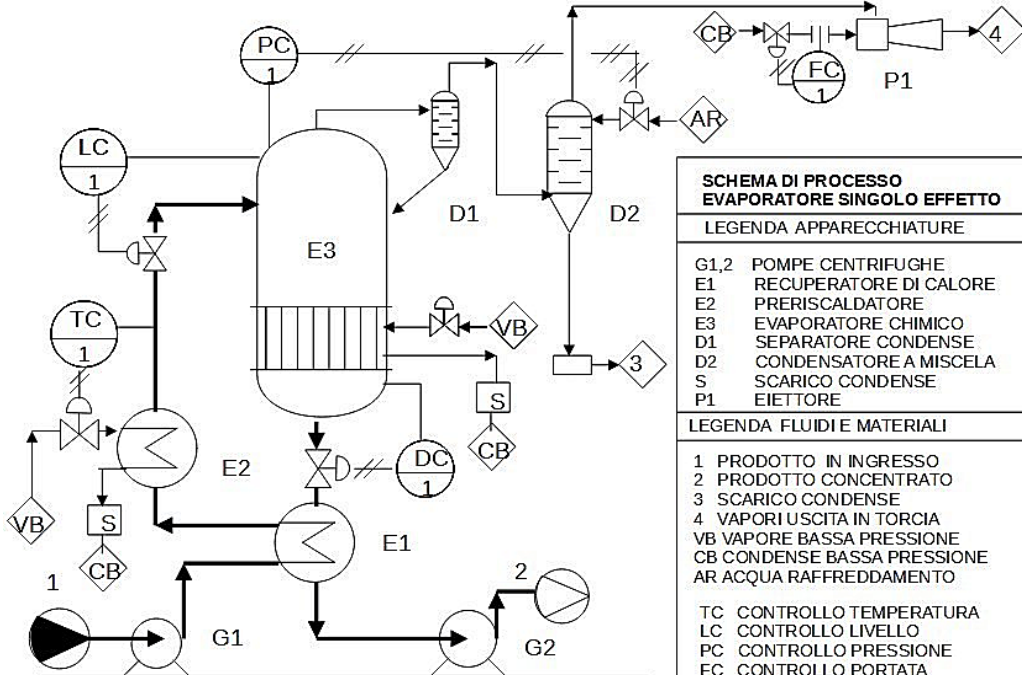 PC
1
CB
4
FC
1
P1
AR
LC
1
D1
D2
E3
TC
1
VB
3
S
CB
DC
1
E2
VB
S
CB
E1
1
2
G1
G2
SCHEMA DI PROCESSO
EVAPORATORE SINGOLO EFFETTO
LEGENDA APPARECCHIATURE
G1,2 POMPE CENTRIFUGHE
E1 RECUPERATORE DI CALORE
E2 PRERISCALDATORE
E3 EVAPORATORE CHIMICO
D1 SEPARATORE CONDENSE
D2 CONDENSATORE A MISCELA
S SCARICO CONDENSE
P1 EIETTORE
LEGENDA FLUIDI E MATERIALI
1 PRODOTTO IN INGRESSO
2 PRODOTTO CONCENTRATO
3 SCARICO CONDENSE
4 VAPORI USCITA IN TORCIA
VB VAPORE BASSA PRESSIONE
CB CONDENSE BASSA PRESSIONE
AR ACQUA RAFFREDDAMENTO
TC CONTROLLO TEMPERATURA
LC CONTROLLO LIVELLO
PC CONTROLLO PRESSIONE
FC CONTROLLO PORTATA